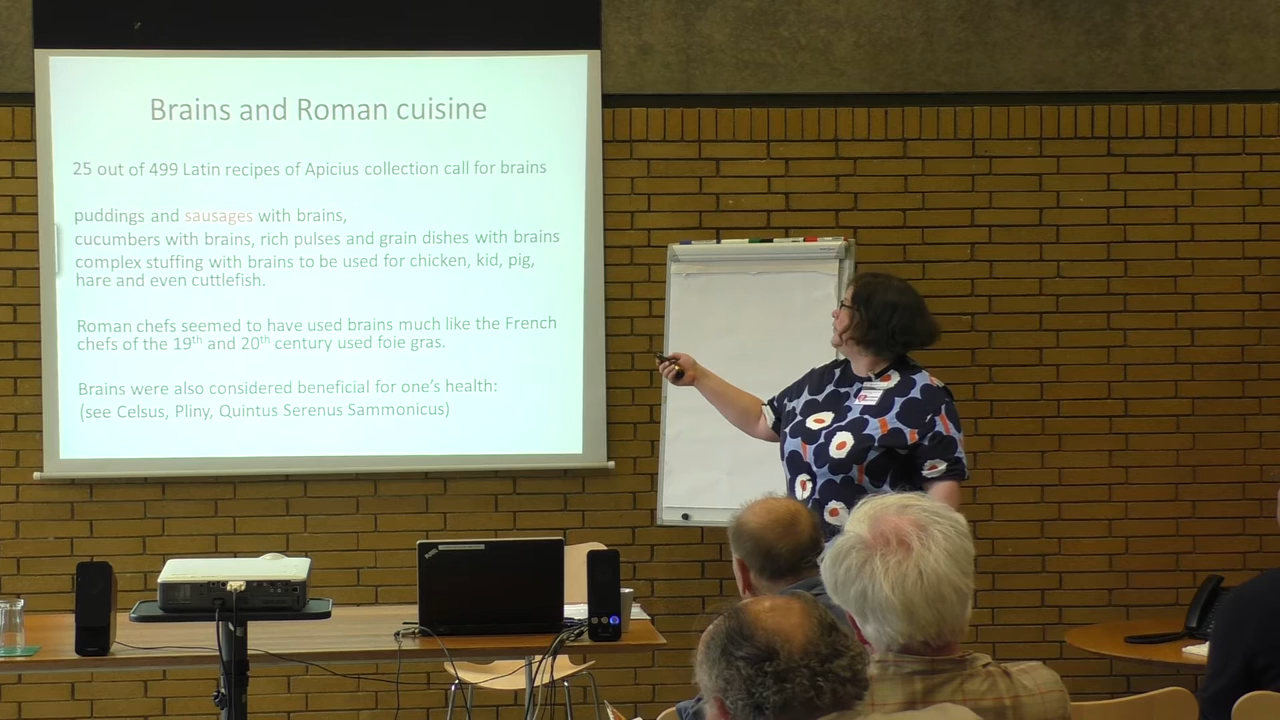 Brains and Roman cuisine
25 out of 499 Latin recipes of Apicius collection call for brains
puddings and sausages with brains,
cucumbers with brains, rich pulses and grain dishes with brains
complex stuffing with brains to be used for chicken, kid, pig,
hare and even cuttlefish.
Roman chefs seemed to have used brains much like the French
chefs of the 19th and 20th century used foie gras.
Brains were also considered beneficial for one's health:
(see Celsus, Pliny, Quintus Serenus Sammonicus)